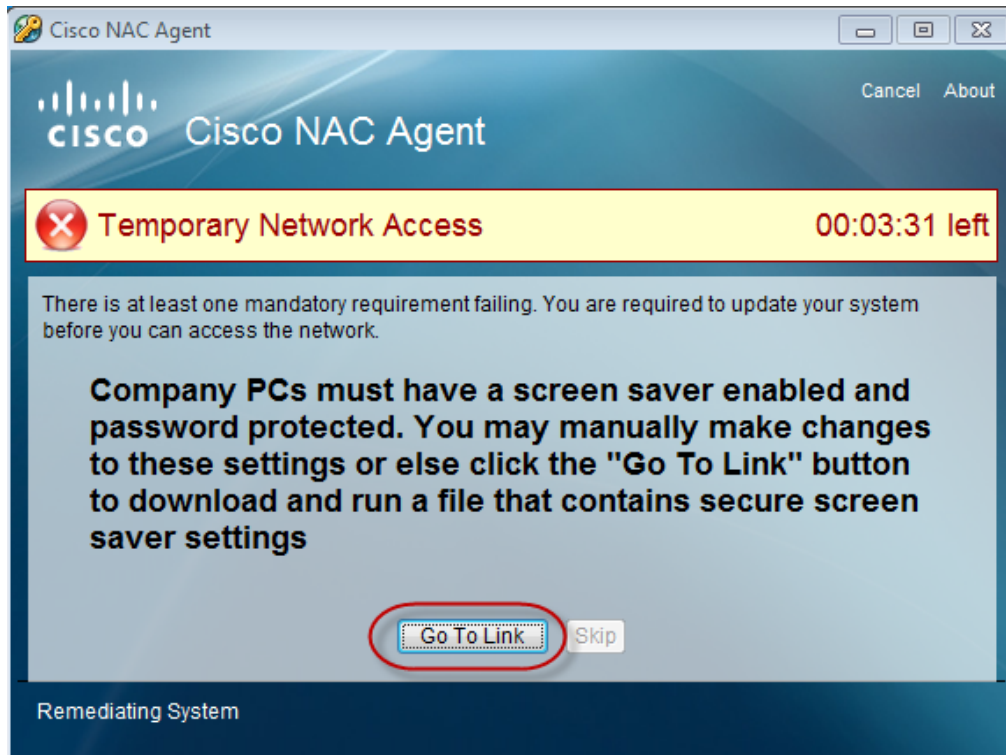 Cisco NAC Agent
Cancel About
CISCO Cisco NAC Agent
Temporary Network Access 00:03:31 left
There is at least one mandatory requirement failing. You are required to update your system
before you can access the network.
Company PCs must have a screen saver enabled and
password protected. You may manually make changes
to these settings or else click the "Go To Link" button
to download and run a file that contains secure screen
saver settings
Go To Link Skip
Remediating System